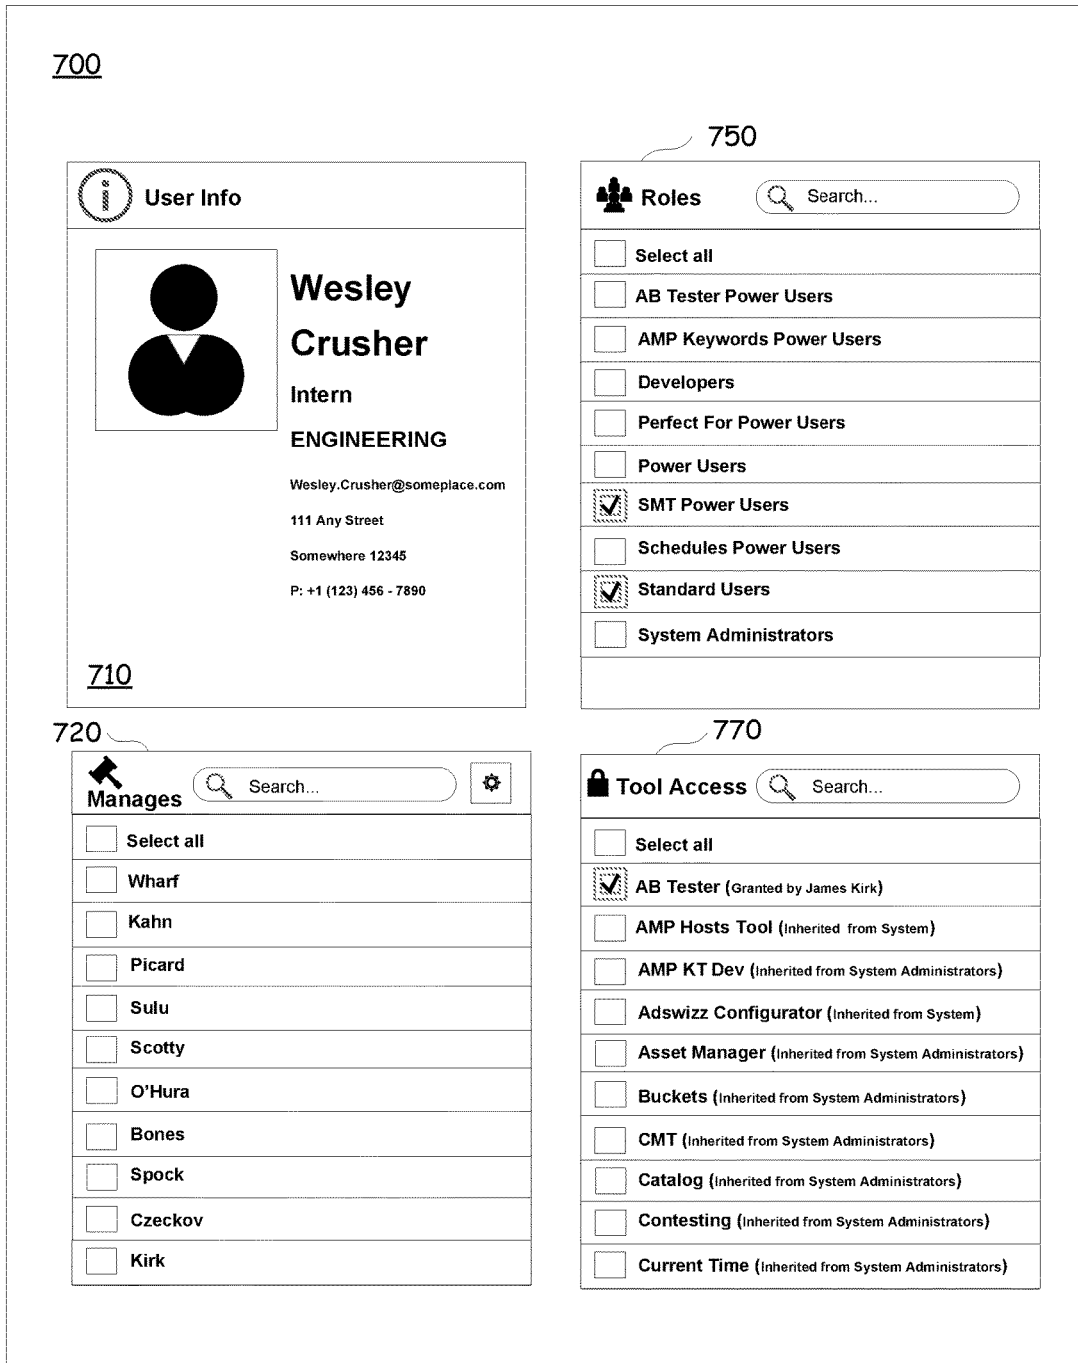 700
User Info
Wesley
Crusher
Intern
ENGINEERING
Wesley.Crusher@someplace.com
111 Any Street
Somewhere 12345
P: +1 (123) 456 - 7890
710
750
Roles
Search...
Select all
AB Tester Power Users
AMP Keywords Power Users
Developers
Perfect For Power Users
Power Users
SMT Power Users
Schedules Power Users
Standard Users
System Administrators
720
Manages
Search...
Select all
Wharf
Kahn
Picard
Sulu
Scotty
O'Hura
Bones
Spock
Czeckov
Kirk
770
Tool Access
Search...
Select all
AB Tester (Granted by James Kirk)
AMP Hosts Tool (Inherited from System)
AMP KT Dev (Inherited from System Administrators)
Adswizz Configurator (Inherited from System)
Asset Manager (Inherited from System Administrators)
Buckets (Inherited from System Administrators)
CMT (Inherited from System Administrators)
Catalog (Inherited from System Administrators)
Contesting (Inherited from System Administrators)
Current Time (Inherited from System Administrators)